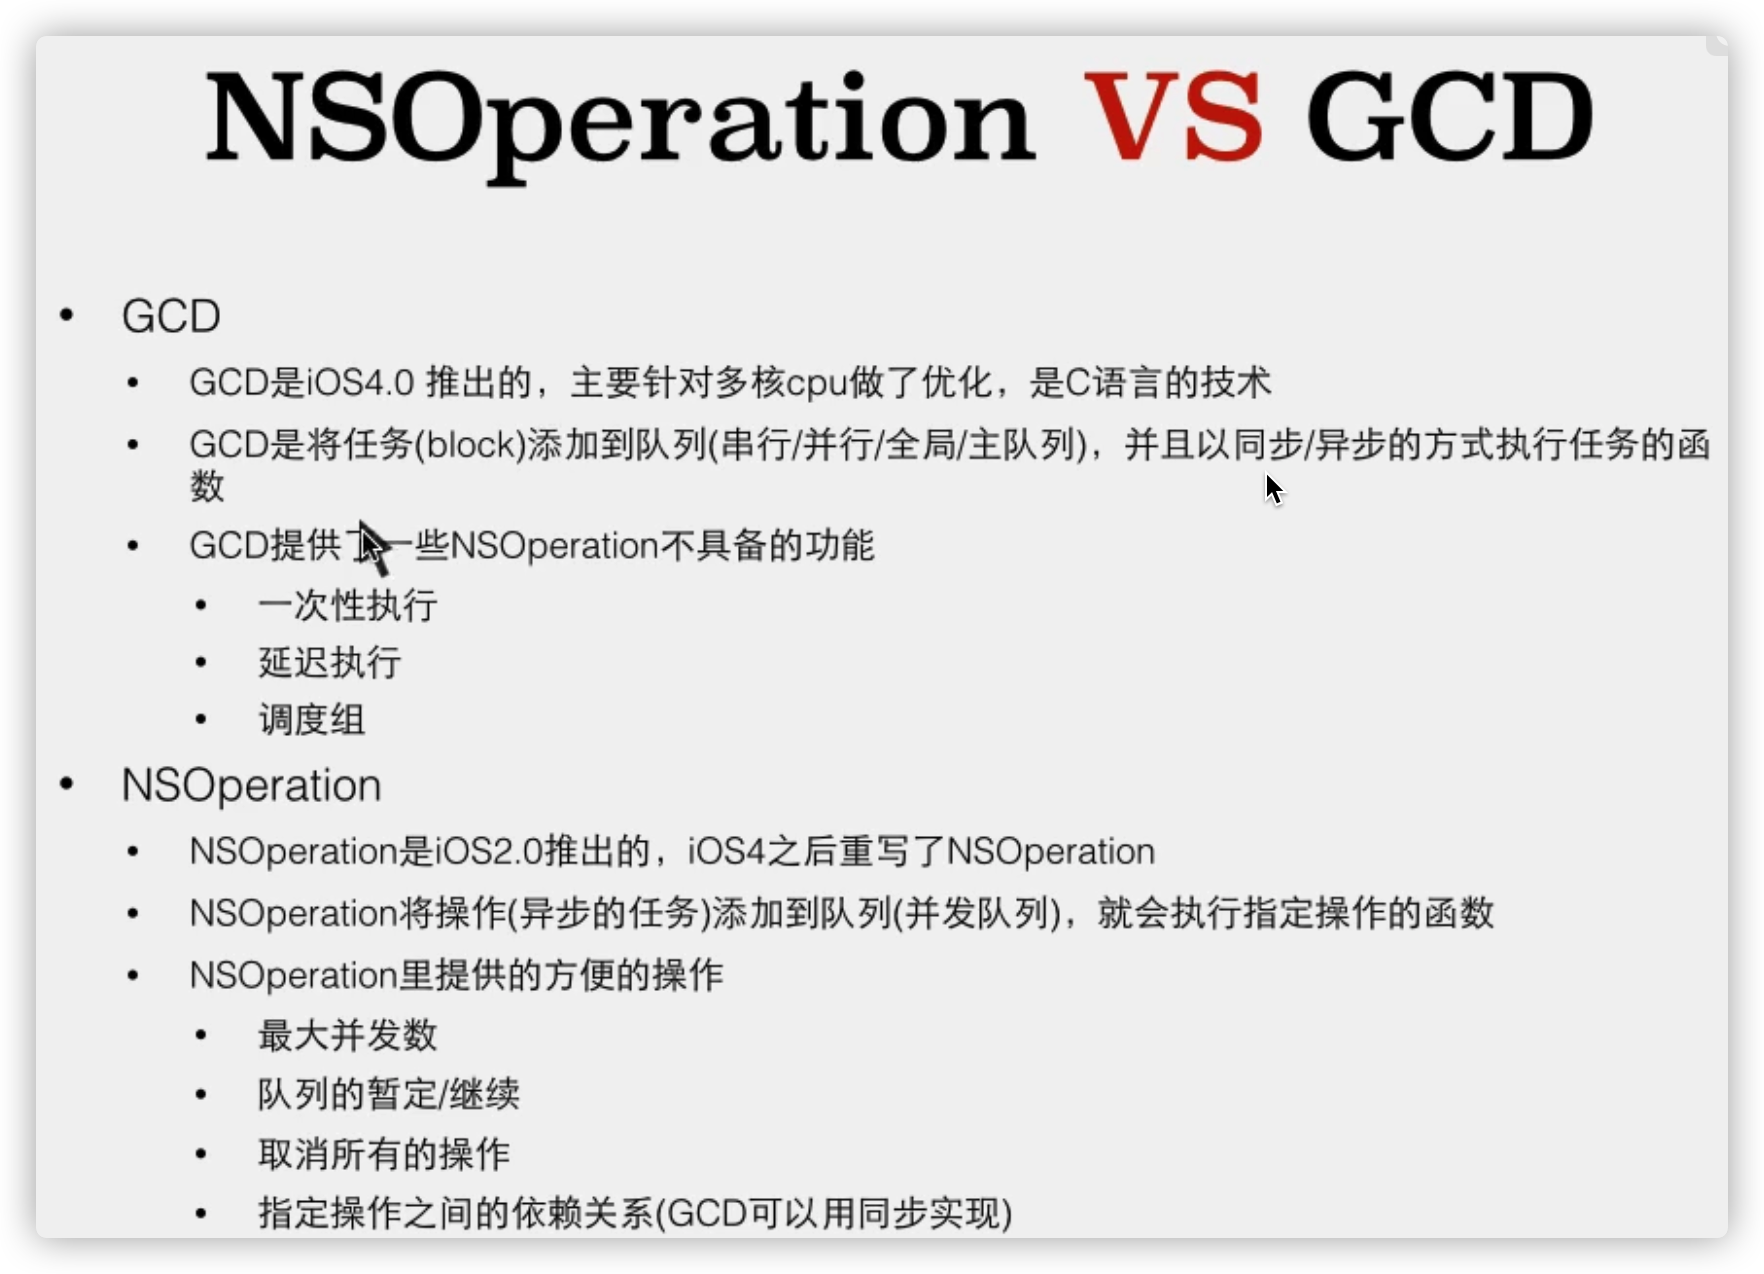 NSOperation VS GCD
• GCD
• GCD是iOS4.0 推出的，主要针对多核cpu做了优化，是C语言的技术
• GCD是将任务(block)添加到队列(串行/并行/全局/主队列)，并且以同步/异步的方式执行任务的函
数
• GCD提供了一些NSOperation不具备的功能
• 一次性执行
• 延迟执行
• 调度组
• NSOperation
• NSOperation是iOS2.0推出的，iOS4之后重写了NSOperation
• NSOperation将操作(异步的任务)添加到队列(并发队列)，就会执行指定操作的函数
• NSOperation里提供的方便的操作
• 最大并发数
• 队列的暂定/继续
• 取消所有的操作
• 指定操作之间的依赖关系(GCD可以用同步实现)